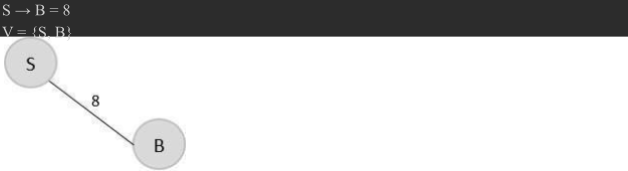 S → B = 8
V = {S, B}
S
8
B